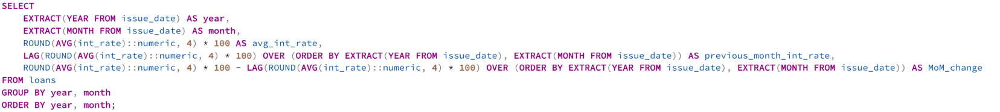 SELECT
    EXTRACT(YEAR FROM issue_date) AS year,
    EXTRACT(MONTH FROM issue_date) AS month,
    ROUND(AVG(int_rate)::numeric, 4) * 100 AS avg_int_rate,
    LAG(ROUND(AVG(int_rate)::numeric, 4) * 100) OVER (ORDER BY EXTRACT(YEAR FROM issue_date), EXTRACT(MONTH FROM issue_date)) AS previous_month_int_rate,
    ROUND(AVG(int_rate)::numeric, 4) * 100 - LAG(ROUND(AVG(int_rate)::numeric, 4) * 100) OVER (ORDER BY EXTRACT(YEAR FROM issue_date), EXTRACT(MONTH FROM issue_date)) AS MoM_change
FROM loans
GROUP BY year, month
ORDER BY year, month;